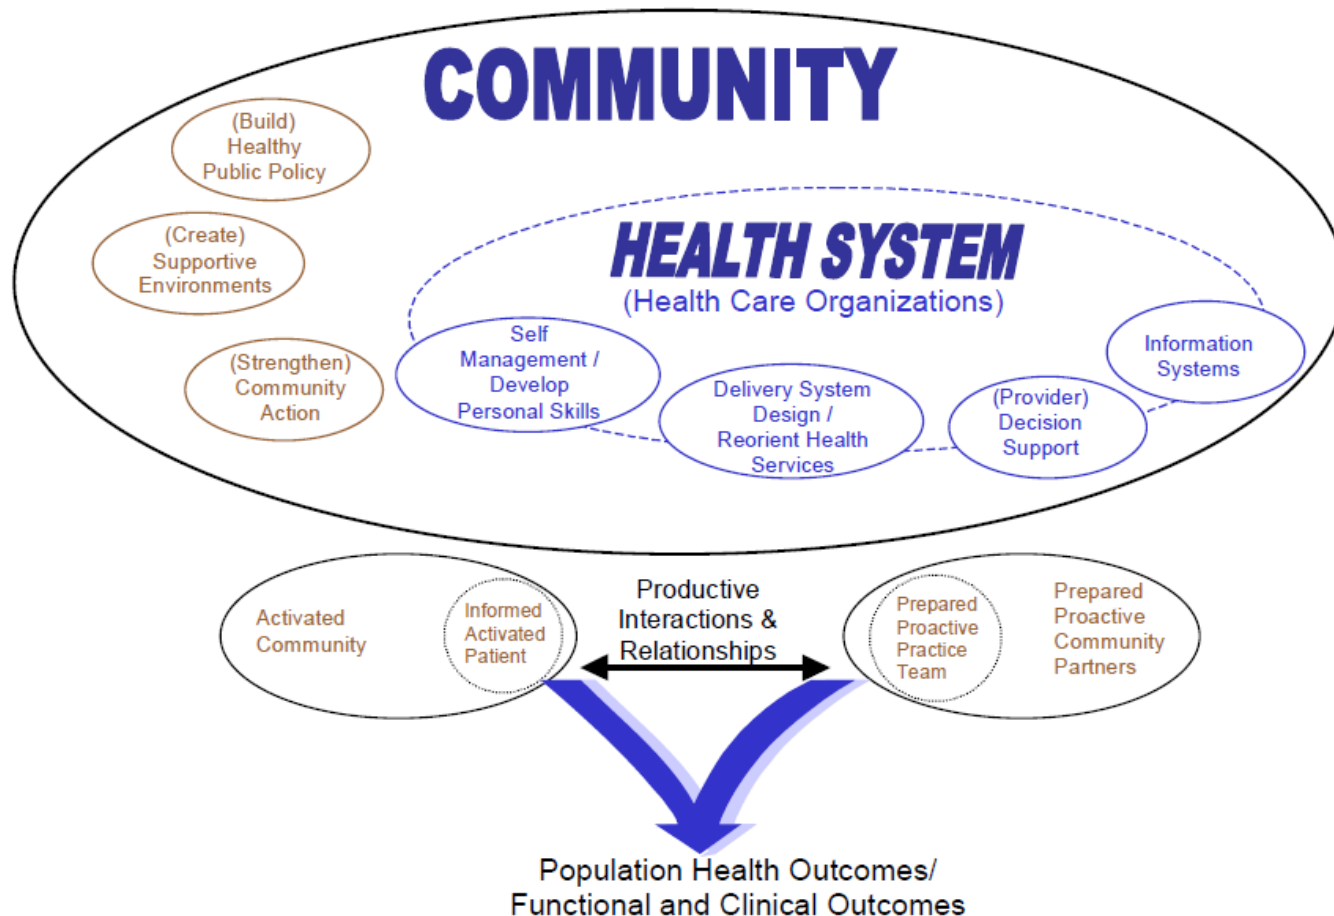 COMMUNITY
(Build)
Healthy
Public Policy
(Create)
Supportive
Environments
(Strengthen)
Community
Action
HEALTH SYSTEM
(Health Care Organizations)
Self
Management /
Develop
Personal Skills
Delivery System
Design /
Reorient Health
Services
(Provider)
Decision
Support
Information
Systems
Activated
Community
Informed
Activated
Patient
Productive
Interactions &
Relationships
Prepared
Proactive
Practice
Team
Prepared
Proactive
Community
Partners
Population Health Outcomes/
Functional and Clinical Outcomes